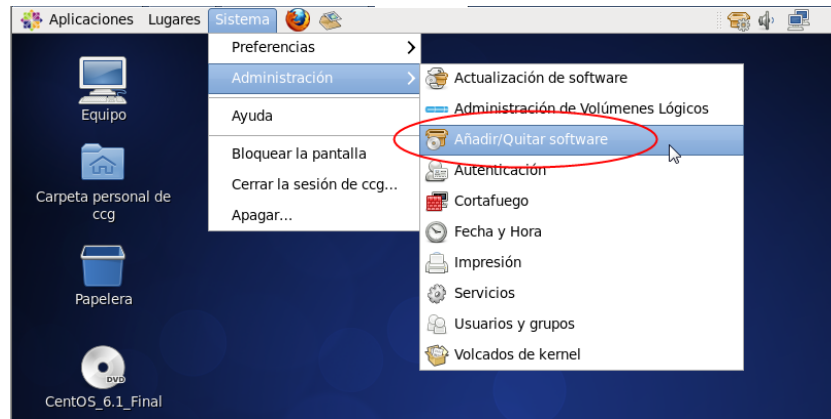 Aplicaciones Lugares Sistema
Preferencias
Administración
Ayuda
Bloquear la pantalla
Cerrar la sesión de ccg...
Apagar...
Actualización de software
Administración de Volúmenes Lógicos
Añadir/Quitar software
Autenticación
Cortafuego
Fecha y Hora
Impresión
Servicios
Usuarios y grupos
Volcados de kernel
Equipo
Carpeta personal de
ccg
Papelera
DVD
CentOS_6.1_Final